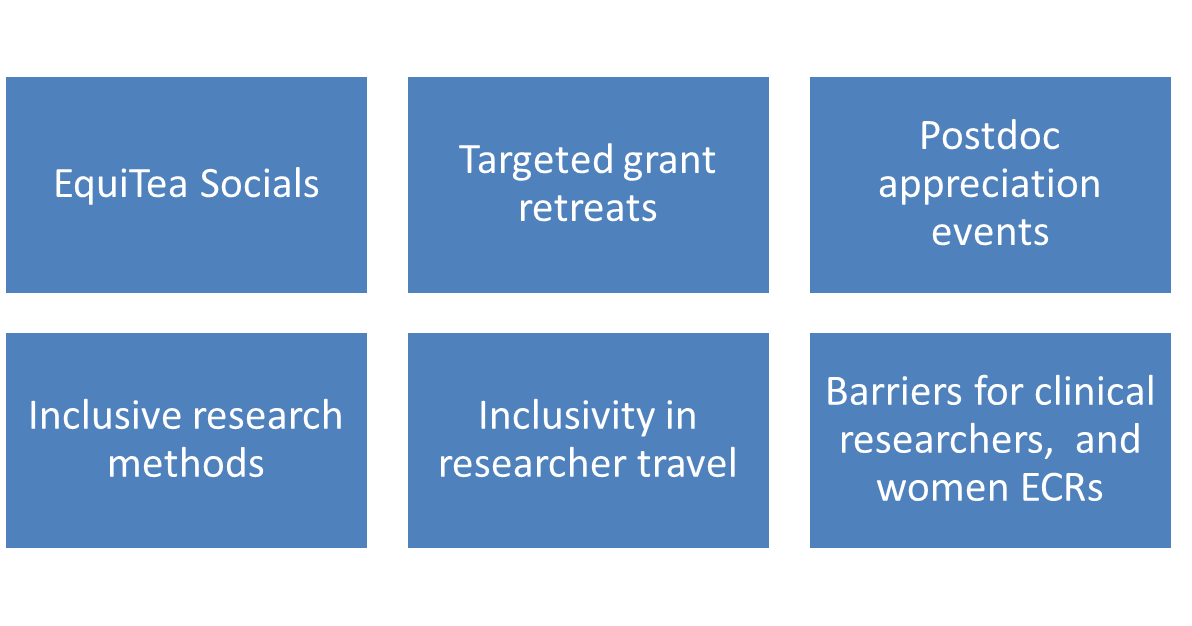 EquiTea Socials
Targeted grant
retreats
Postdoc
appreciation
events
Inclusive research
methods
Inclusivity in
researcher travel
Barriers for clinical
researchers,  and
women ECRs